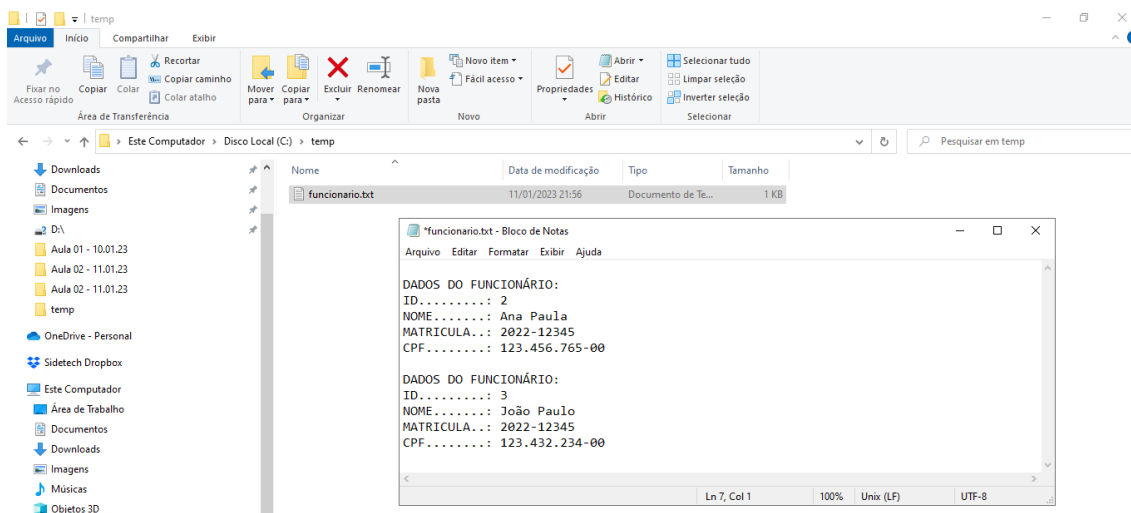 temp
Arquivo Início Compartilhar Exibir
Fixar no Acesso rápido
Copiar
Colar
Recortar
Copiar caminho
Colar atalho
Área de Transferência
Mover para
Copiar para
Excluir
Renomear
Organizar
Nova pasta
Novo item
Fácil acesso
Novo
Propriedades
Abrir
Editar
Histórico
Abrir
Selecionar tudo
Limpar seleção
Inverter seleção
Selecionar
Este Computador > Disco Local (C:) > temp
Pesquisar em temp
Downloads
Documentos
Imagens
D:\
Aula 01 - 10.01.23
Aula 02 - 11.01.23
Aula 02 - 11.01.23
temp
OneDrive - Personal
Sidetech Dropbox
Este Computador
Área de Trabalho
Documentos
Downloads
Imagens
Músicas
Objetos 3D
Nome Data de modificação Tipo Tamanho
funcionario.txt 11/01/2023 21:56 Documento de Te... 1 KB
*funcionario.txt - Bloco de Notas
Arquivo Editar Formatar Exibir Ajuda
DADOS DO FUNCIONÁRIO:
ID.........: 2
NOME.......: Ana Paula
MATRICULA..: 2022-12345
CPF........: 123.456.765-00
DADOS DO FUNCIONÁRIO:
ID.........: 3
NOME.......: João Paulo
MATRICULA..: 2022-12345
CPF........: 123.432.234-00
Ln 7, Col 1 100% Unix (LF) UTF-8